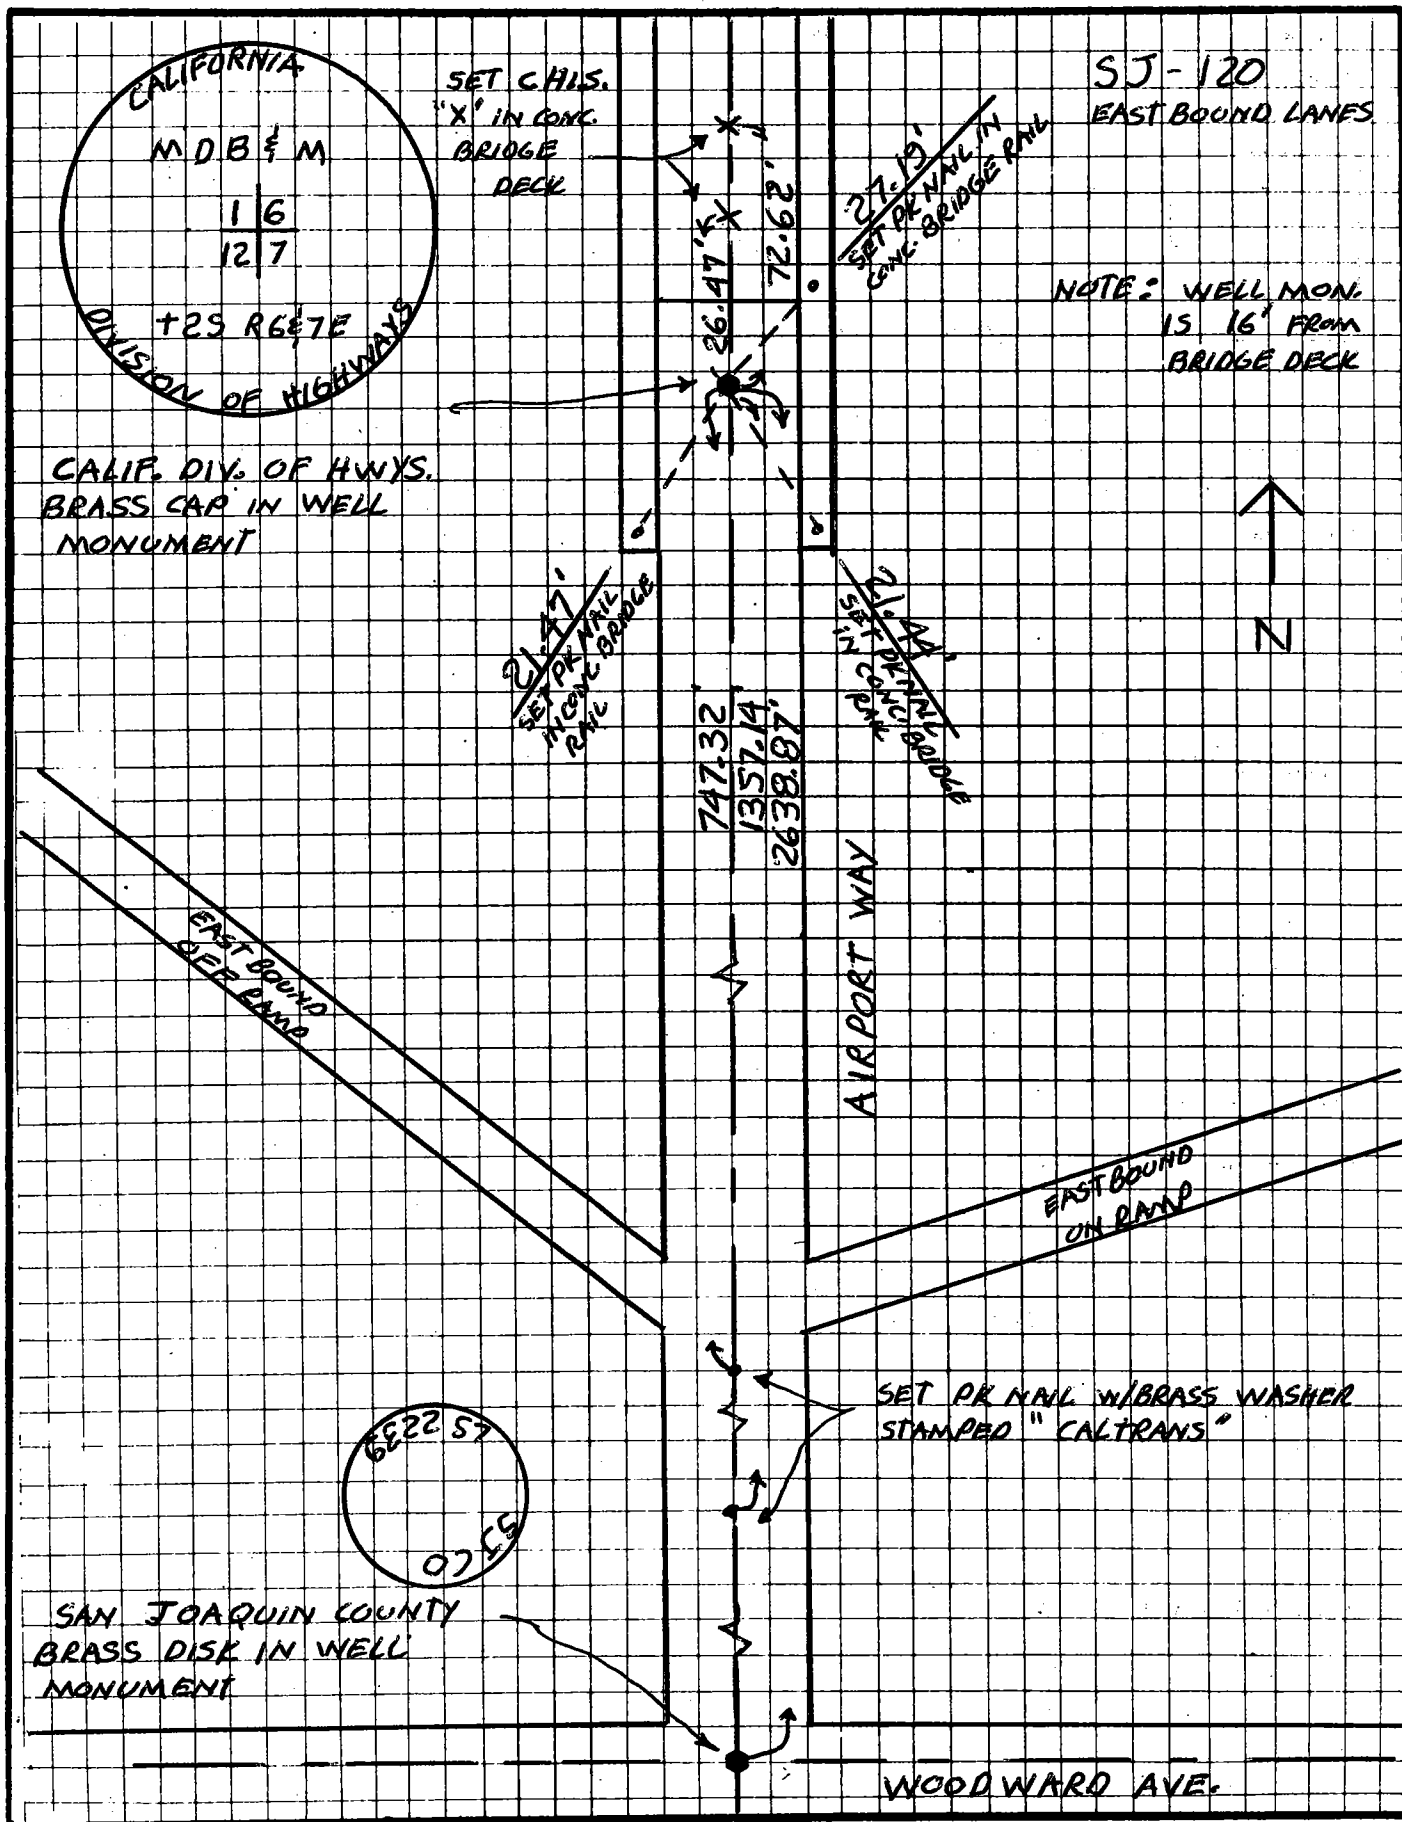 CALIFORNIA
M D B & M
1 6
12 7
T2S R6&7E
DIVISION OF HIGHWAYS
SET CHIS.
"X" IN CONC.
BRIDGE
DECK
26.47'
72.62'
27.19'
SET PK NAIL IN
CONC. BRIDGE RAIL
SJ-120
EAST BOUND LANES
NOTE: WELL MON.
IS 16' FROM
BRIDGE DECK
CALIF. DIV. OF HWYS.
BRASS CAP IN WELL
MONUMENT
N
21.47'
SET PK NAIL
IN CONC. BRIDGE
RAIL
21.44'
SET PK NAIL
IN CONC. BRIDGE
RAIL
747.32'
1357.14'
2638.87'
AIRPORT WAY
EAST BOUND
OFF RAMP
EAST BOUND
ON RAMP
SET PK NAIL W/BRASS WASHER
STAMPED "CALTRANS"
LS 2239
SJ CO
SAN JOAQUIN COUNTY
BRASS DISK IN WELL
MONUMENT
WOODWARD AVE.